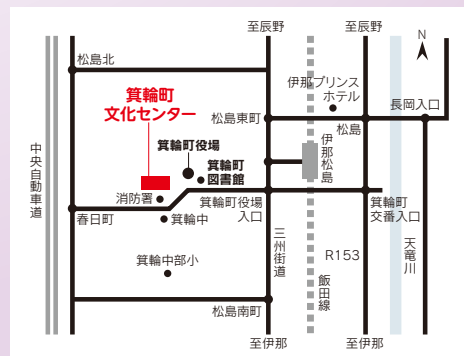 至辰野
至辰野
N
松島北
伊那プリンス
ホテル
長岡入口
箕輪町
文化センター
松島東町
松島
箕輪町役場
伊那松島
中央自動車道
箕輪町
図書館
消防署
春日町
箕輪中
箕輪町役場
入口
箕輪町
交番入口
三州街道
R153
天竜川
箕輪中部小
飯田線
松島南町
至伊那
至伊那